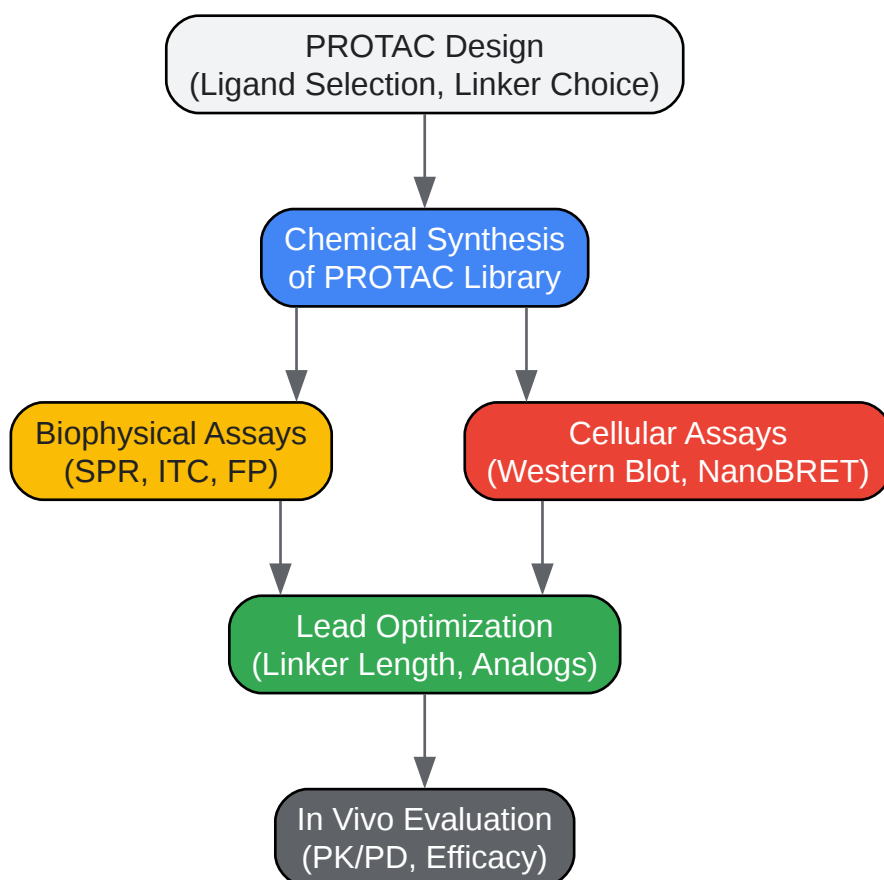 PROTAC Design
(Ligand Selection, Linker Choice)
Chemical Synthesis
of PROTAC Library
Biophysical Assays
(SPR, ITC, FP)
Cellular Assays
(Western Blot, NanoBRET)
Lead Optimization
(Linker Length, Analogs)
In Vivo Evaluation
(PK/PD, Efficacy)